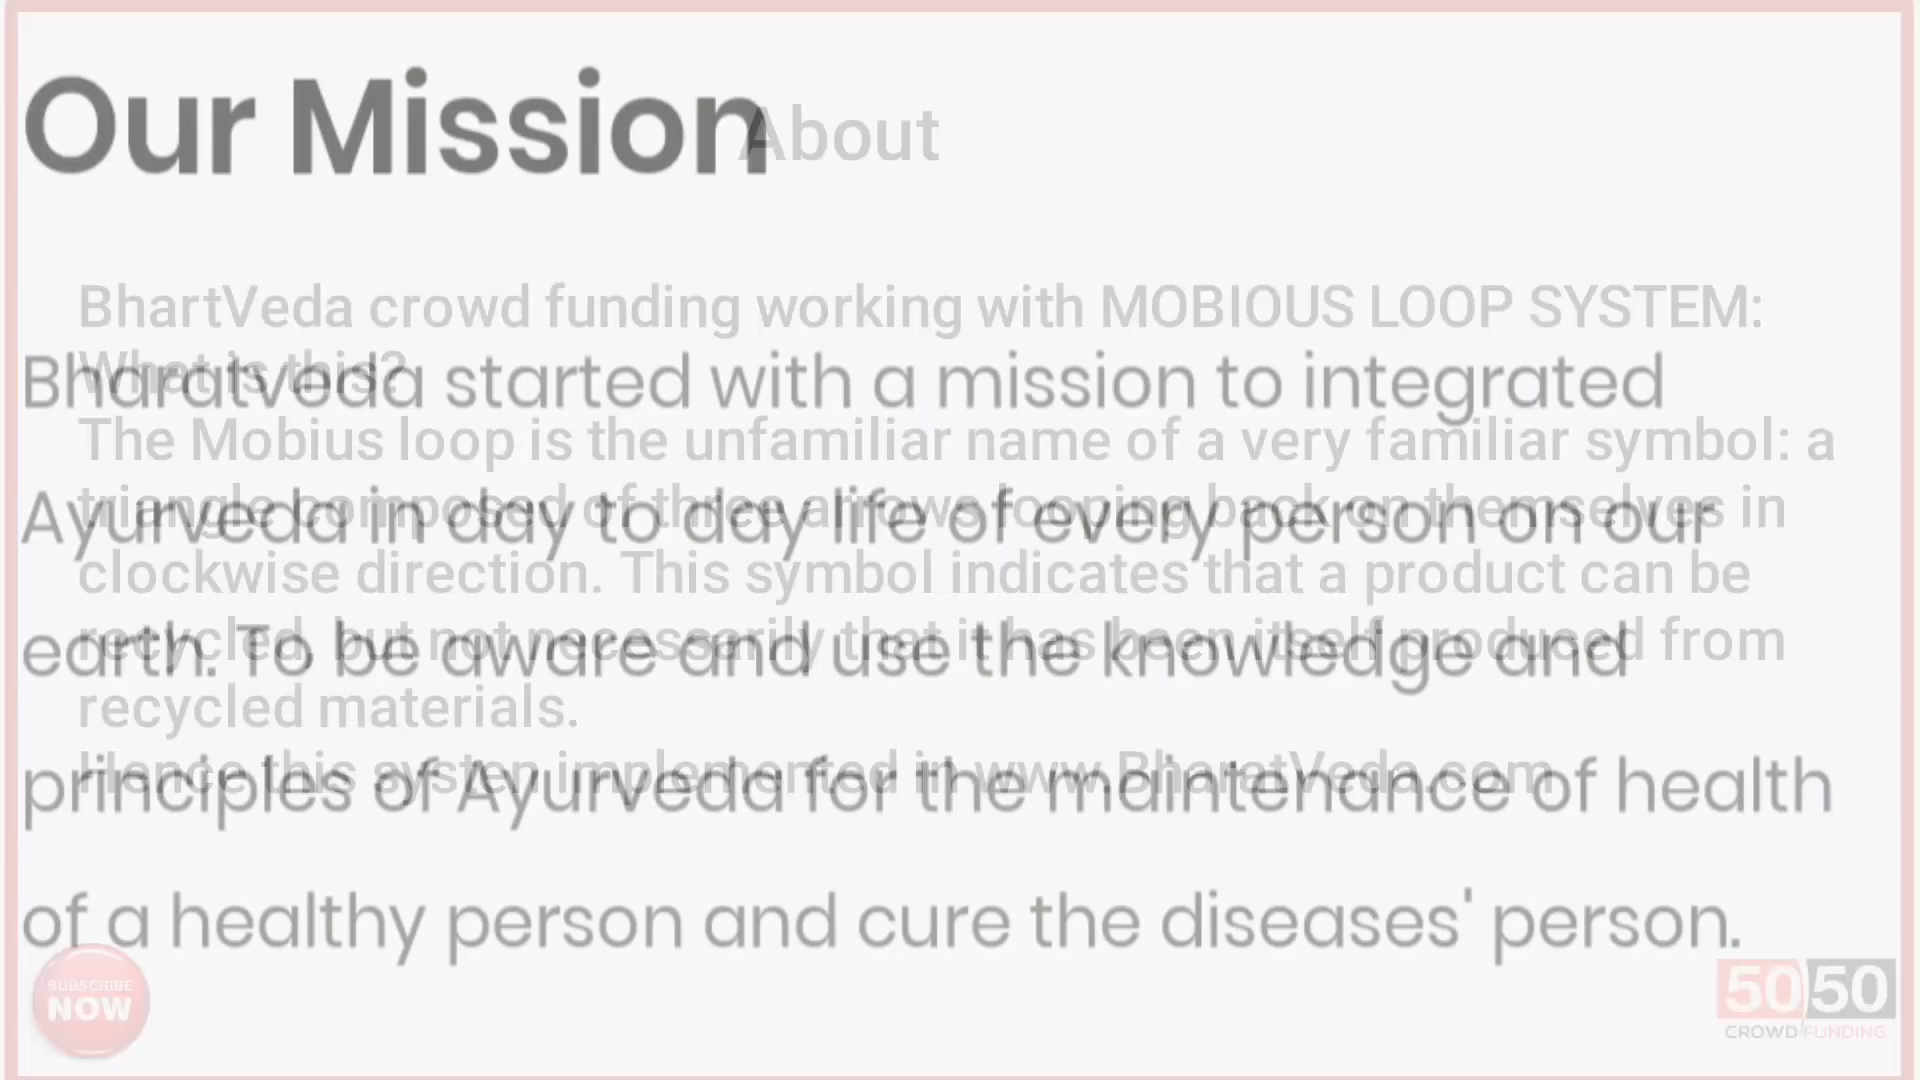 Our Mission
About
BhartVeda crowd funding working with MOBIOUS LOOP SYSTEM:
What is this?
Bharatveda started with a mission to integrated
The Mobius loop is the unfamiliar name of a very familiar symbol: a
triangle composed of three arrows looping back on themselves in
Ayurveda in day to day life of every person on our
clockwise direction. This symbol indicates that a product can be
recycled, but not necessarily that it has been itself produced from
earth. To be aware and use the knowledge and
recycled materials.
Hence this systen implemented in www.BharatVeda.com
principles of Ayurveda for the maintenance of health
of a healthy person and cure the diseases' person.
SUBSCRIBE
NOW
50 50
CROWD FUNDING